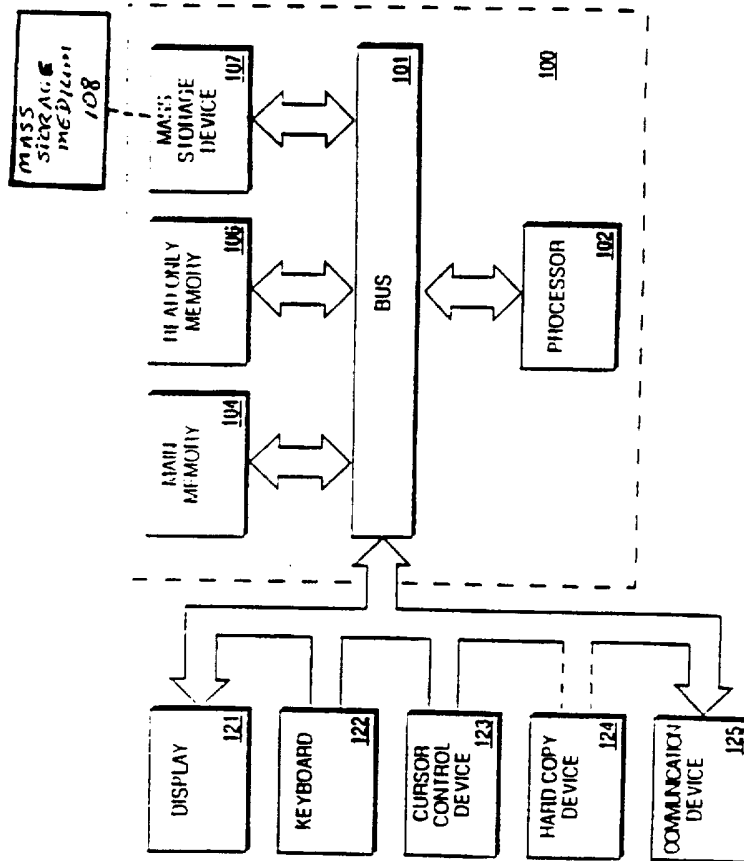 MASS
STORAGE
MEDIUM
108
MAIN
MEMORY
104
READ ONLY
MEMORY
106
MASS
STORAGE
DEVICE
107
BUS
101
PROCESSOR
102
100
DISPLAY
121
KEYBOARD
122
CURSOR
CONTROL
DEVICE
123
HARD COPY
DEVICE
124
COMMUNICATION
DEVICE
125